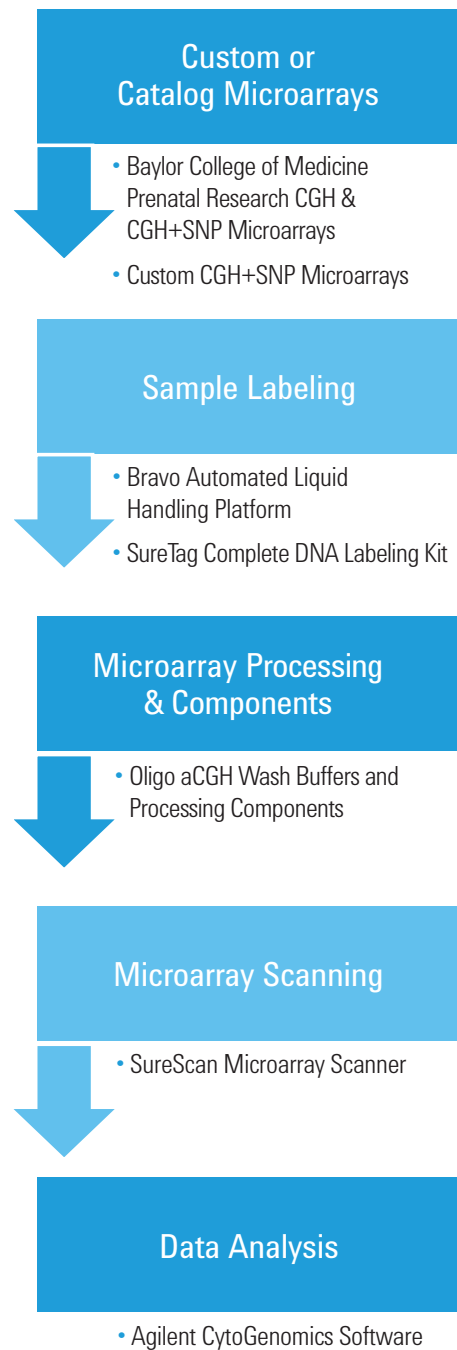 Custom or
Catalog Microarrays
• Baylor College of Medicine
Prenatal Research CGH &
CGH+SNP Microarrays
• Custom CGH+SNP Microarrays
Sample Labeling
• Bravo Automated Liquid
Handling Platform
• SureTag Complete DNA Labeling Kit
Microarray Processing
& Components
• Oligo aCGH Wash Buffers and
Processing Components
Microarray Scanning
• SureScan Microarray Scanner
Data Analysis
• Agilent CytoGenomics Software